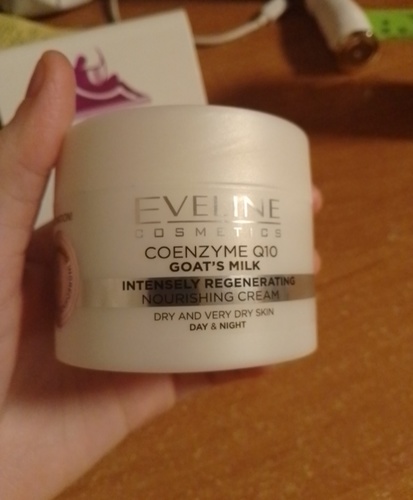 EVELINE
COSMETICS
COENZYME Q10
GOAT'S MILK
INTENSELY REGENERATING
NOURISHING CREAM
DRY AND VERY DRY SKIN
DAY & NIGHT